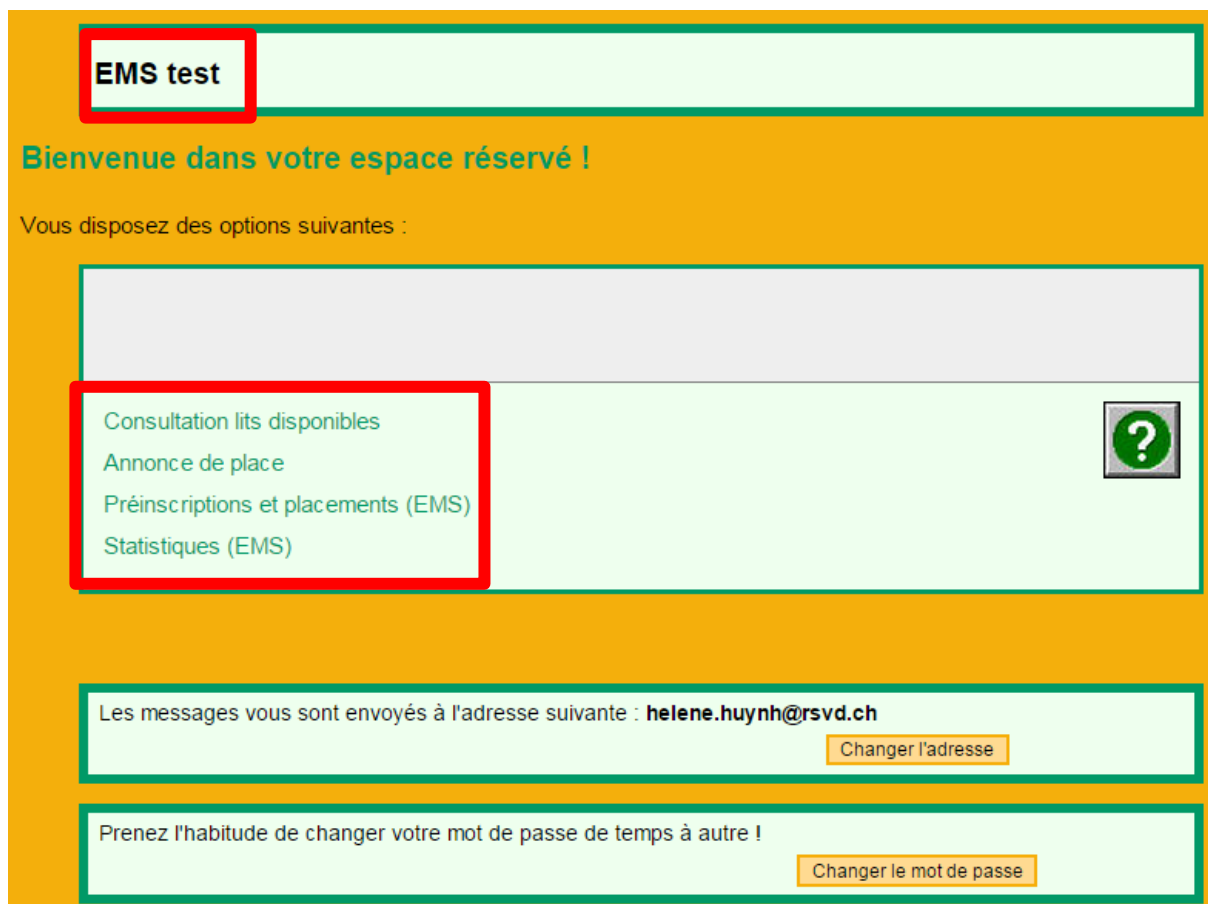 EMS test
Bienvenue dans votre espace réservé !
Vous disposez des options suivantes :
Consultation lits disponibles
?
Annonce de place
Préinscriptions et placements (EMS)
Statistiques (EMS)
Les messages vous sont envoyés à l'adresse suivante : helene.huynh@rsvd.ch
Changer l'adresse
Prenez l'habitude de changer votre mot de passe de temps à autre !
Changer le mot de passe